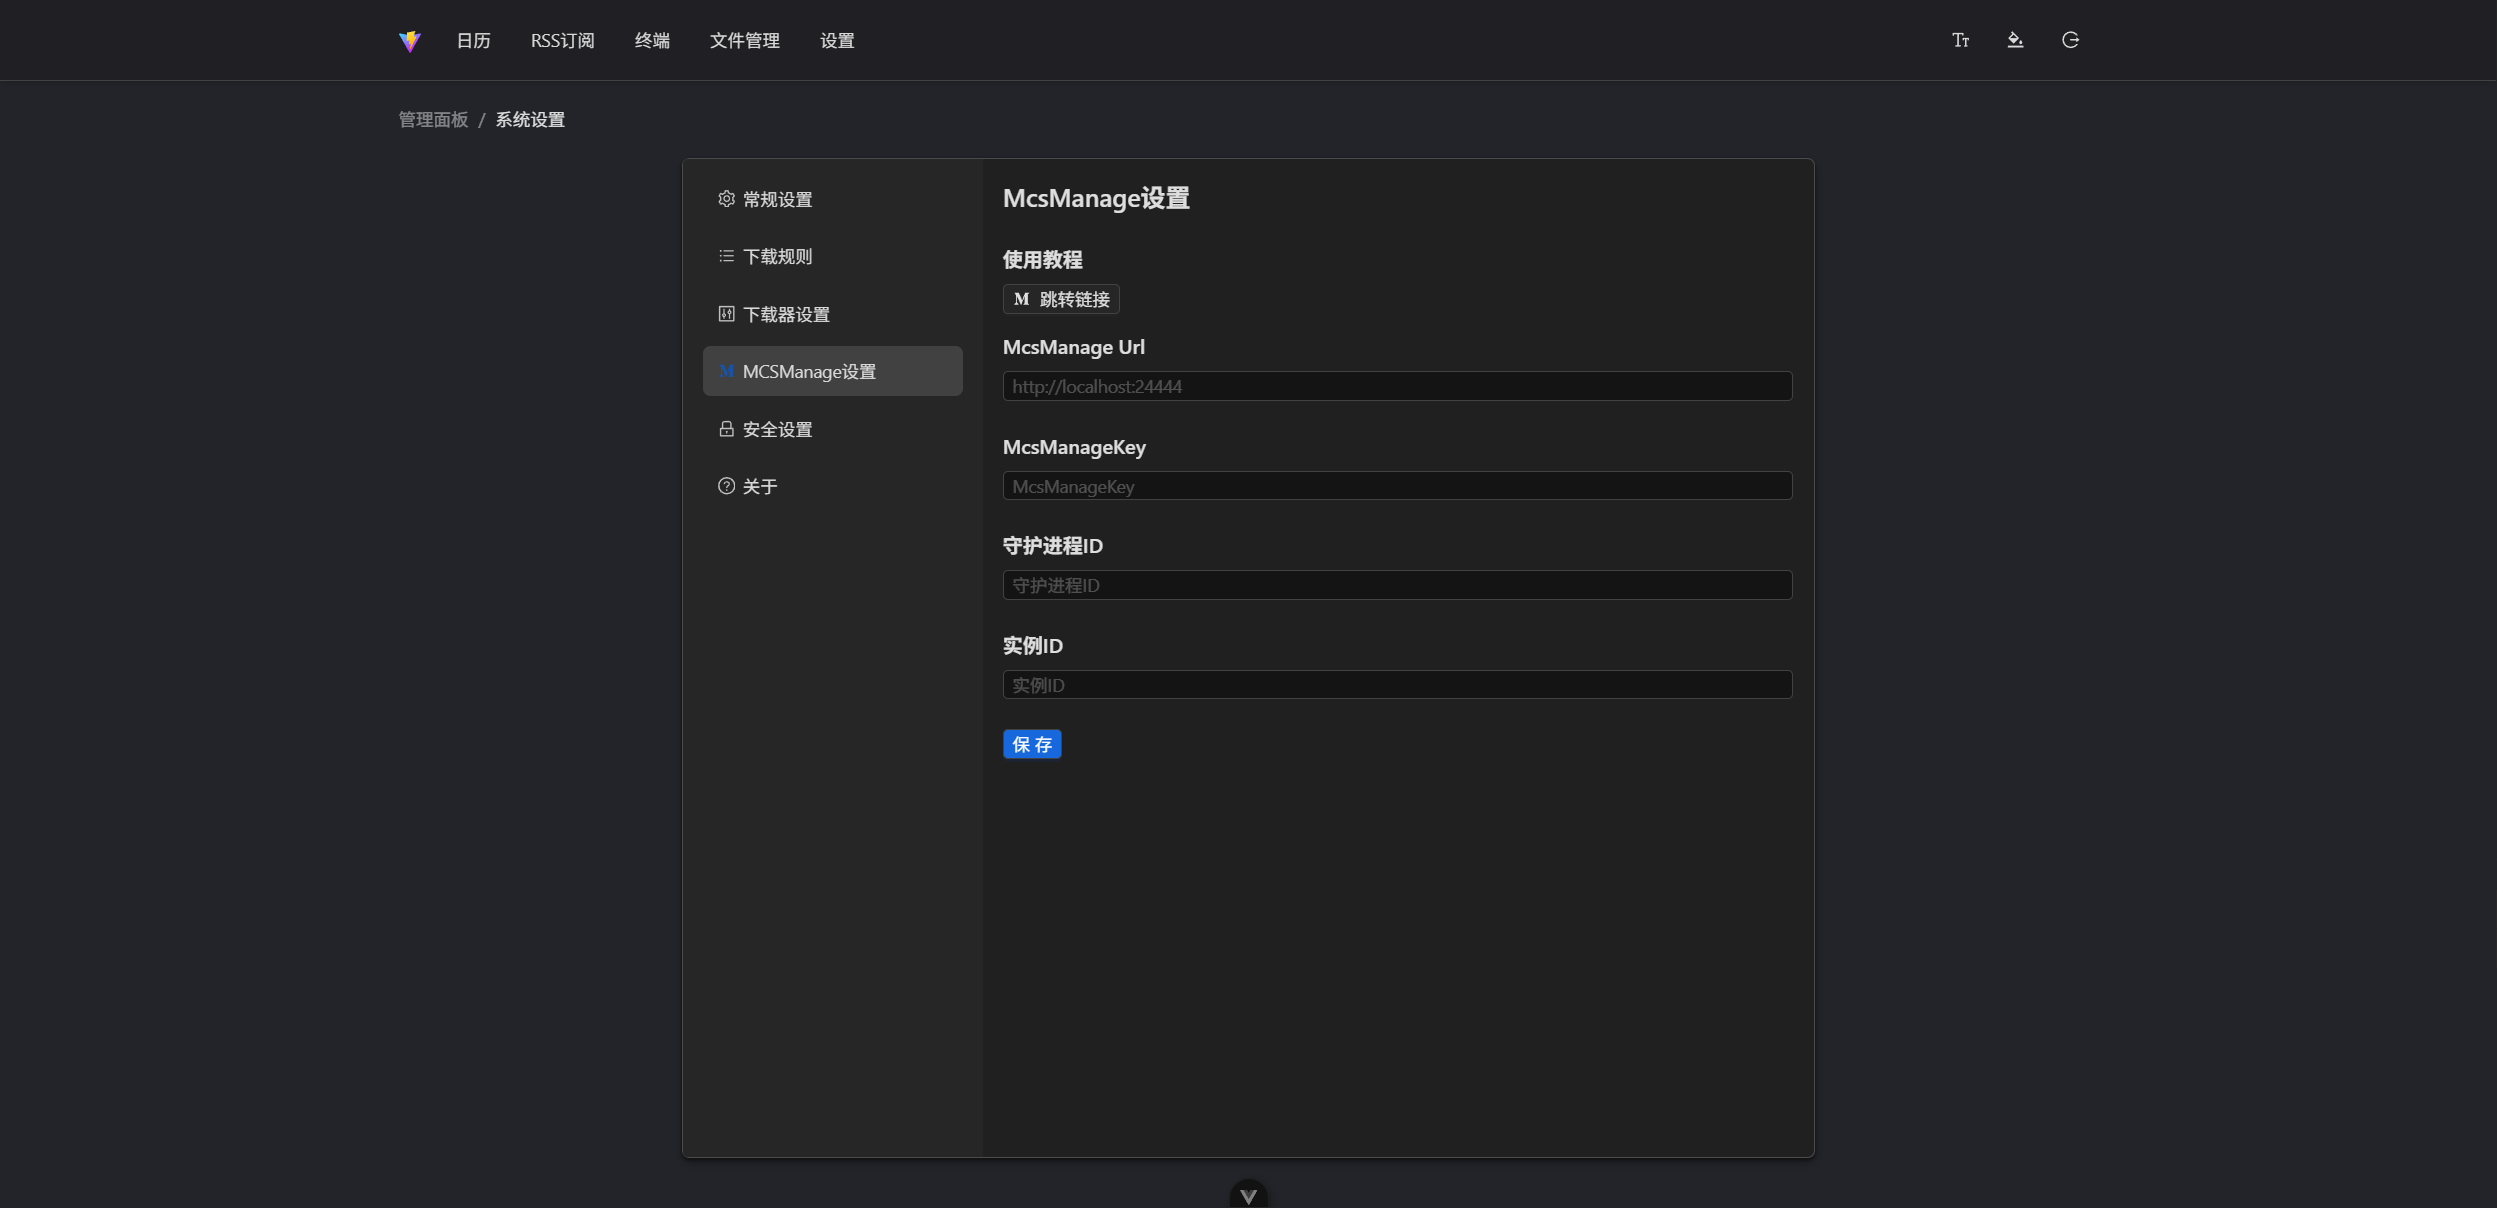 日历 RSS订阅 终端 文件管理 设置
管理面板 / 系统设置
常规设置
下载规则
下载器设置
MCSManage设置
安全设置
关于
McsManage设置
使用教程
M 跳转链接
McsManage Url
http://localhost:24444
McsManageKey
McsManageKey
守护进程ID
守护进程ID
实例ID
实例ID
保 存